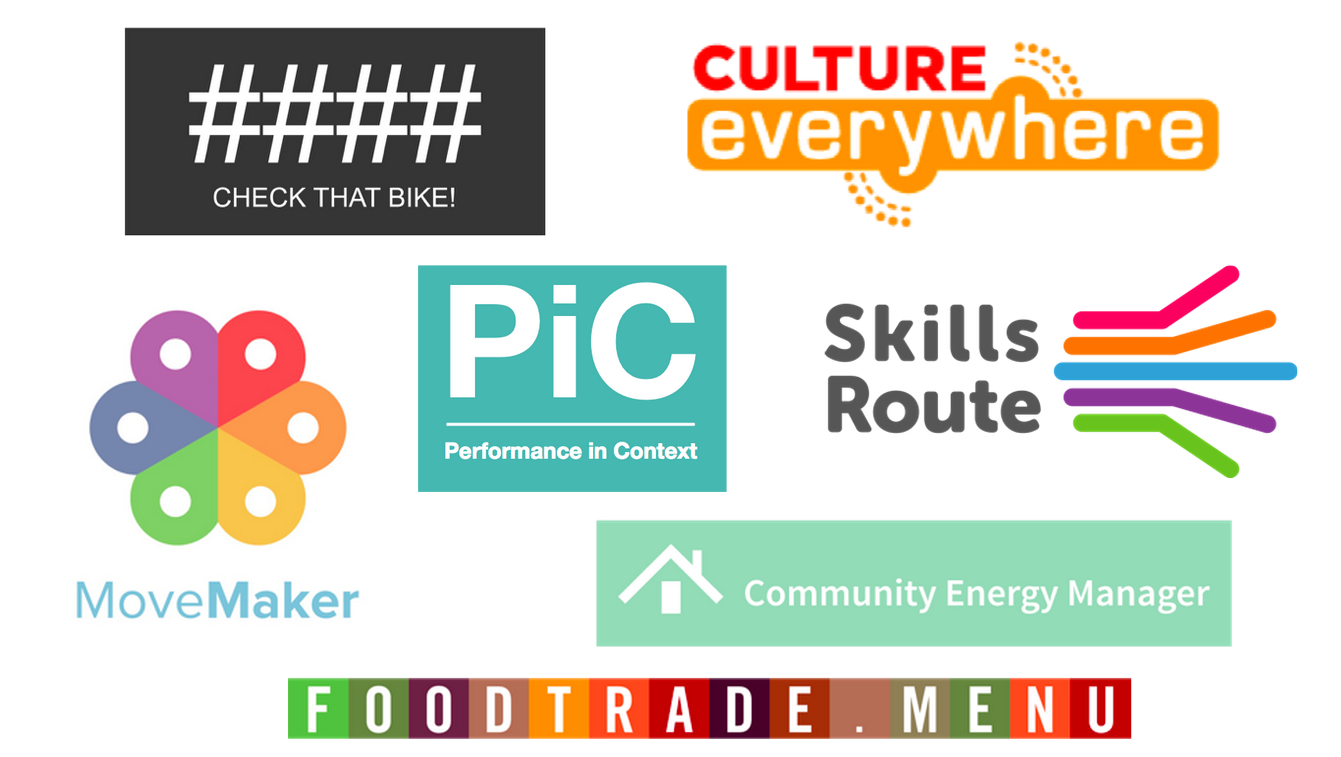 ####
CHECK THAT BIKE!
CULTURE
everywhere
PiC
Performance in Context
Skills
Route
MoveMaker
Community Energy Manager
FOODTRADE.MENU